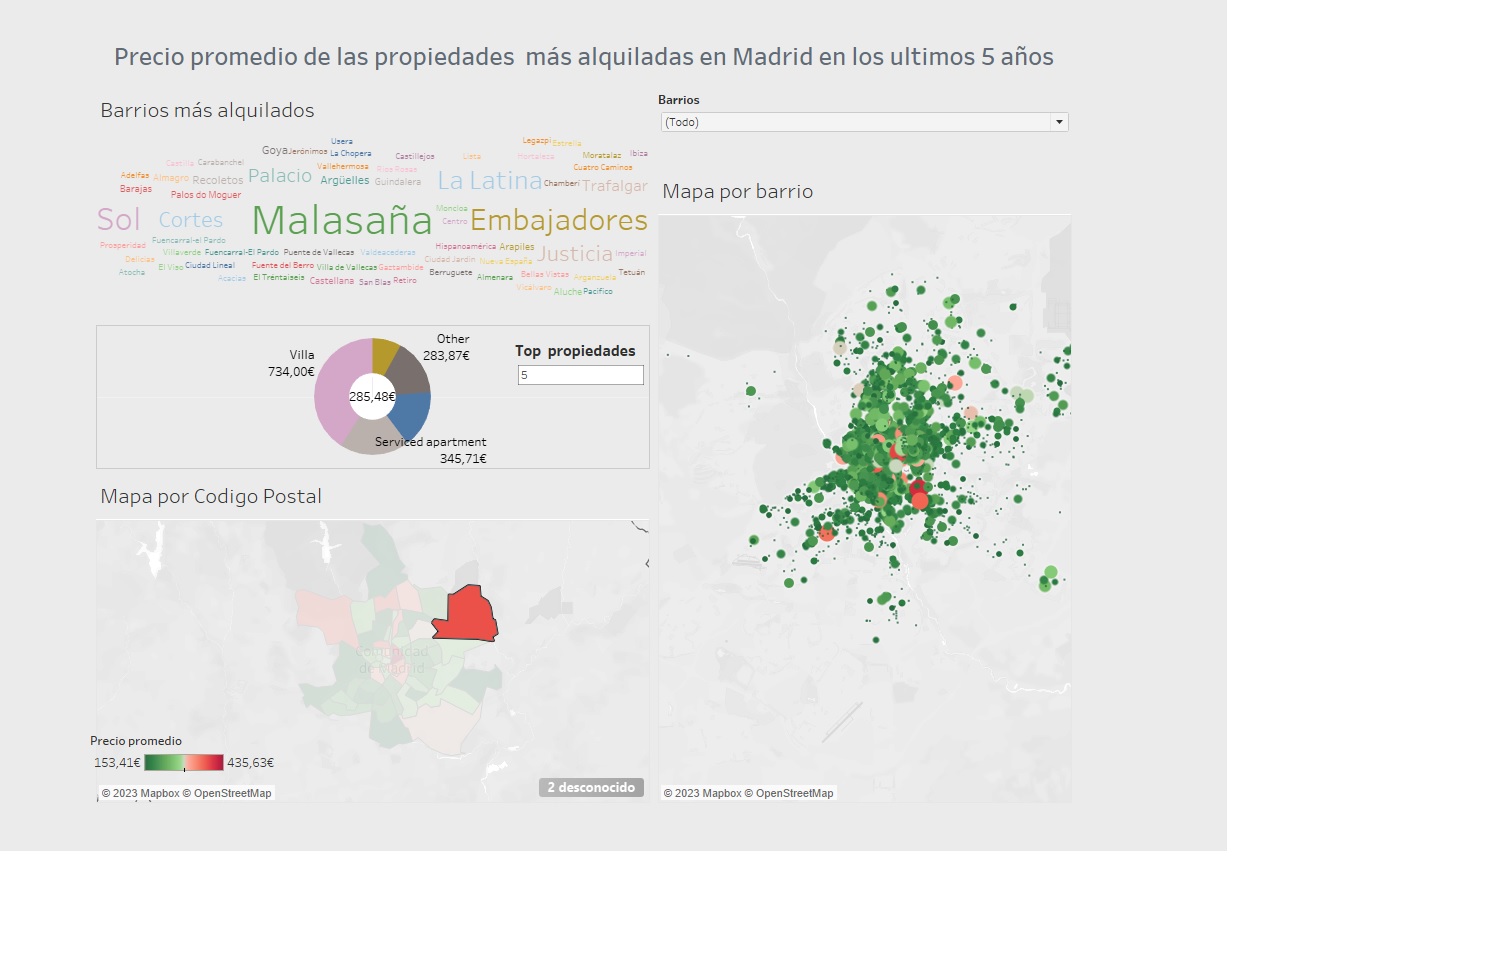 Precio promedio de las propiedades más alquiladas en Madrid en los ultimos 5 años
Barrios más alquilados
Usera
Legazpi
Estrella
Goya
Jerónimos
La Chopera
Castillejos
Lista
Hortaleza
Moratalaz
Ibiza
Castilla
Carabanchel
Vallehermosa
Ríos Rosas
Cuatro Caminos
Adelfas
Almagro
Recoletos
Palacio
Argüelles
Guindalera
La Latina
Chamberí
Trafalgar
Barajas
Palos do Moguer
Sol
Cortes
Malasaña
Moncloa
Centro
Embajadores
Prosperidad
Fuencarral-el Pardo
Hispanoamérica
Arapiles
Justicia
Imperial
Villaverde
Fuencarral-El Pardo
Puente de Vallecas
Valdeacederas
Delicias
El Viso
Ciudad Lineal
Fuente del Berro
Villa de Vallecas
Gaztambide
Ciudad Jardín
Nueva España
Atocha
Acacias
El Tréntaiseis
Castellana
San Blas
Retiro
Berruguete
Almenara
Bellas Vistas
Arganzuela
Tetuán
Vicálvaro
Aluche
Pacifico
Barrios
(Todo)
Villa
734,00€
Other
283,87€
285,48€
Serviced apartment
345,71€
Top propiedades
5
Mapa por Codigo Postal
Comunidad
de Madrid
Precio promedio
153,41€
435,63€
© 2023 Mapbox © OpenStreetMap
2 desconocido
Mapa por barrio
© 2023 Mapbox © OpenStreetMap